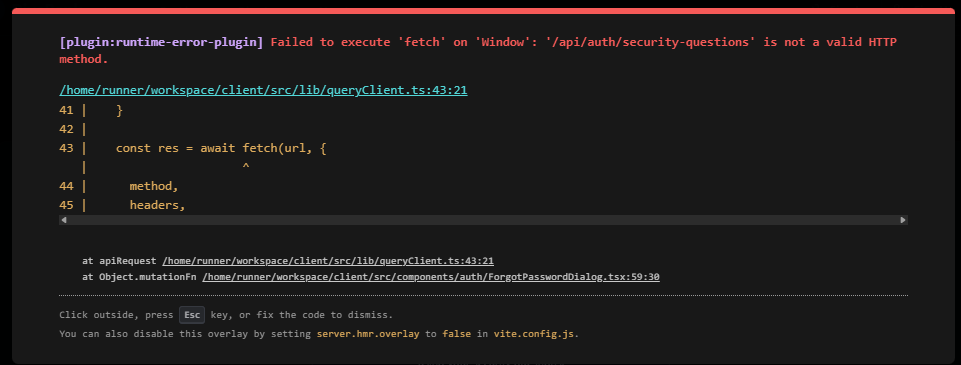 [plugin:runtime-error-plugin] Failed to execute 'fetch' on 'Window': '/api/auth/security-questions' is not a valid HTTP
method.
/home/runner/workspace/client/src/lib/queryClient.ts:43:21
41 |    }
42 |
43 |    const res = await fetch(url, {
   |                      ^
44 |      method,
45 |      headers,
at apiRequest /home/runner/workspace/client/src/lib/queryClient.ts:43:21
at Object.mutationFn /home/runner/workspace/client/src/components/auth/ForgotPasswordDialog.tsx:59:30
Click outside, press Esc key, or fix the code to dismiss.
You can also disable this overlay by setting server.hmr.overlay to false in vite.config.js.